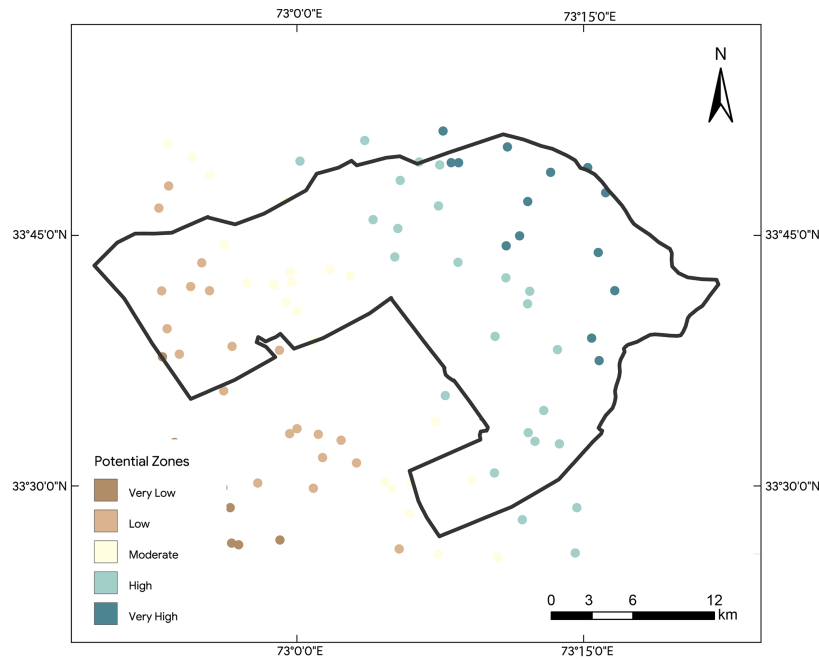 73°0'0"E 73°15'0"E
N
33°45'0"N 33°45'0"N
Potential Zones
Very Low
Low
Moderate
High
Very High
33°30'0"N 33°30'0"N
0 3 6 12
km
73°0'0"E 73°15'0"E